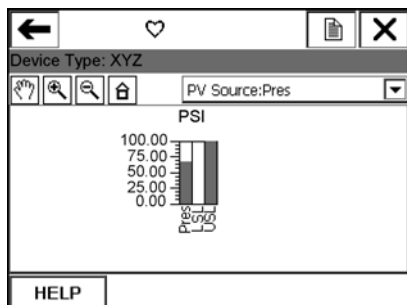 Device Type: XYZ
PV Source:Pres
PSI
100.00
75.00
50.00
25.00
0.00
Pres
LSL
USL
HELP